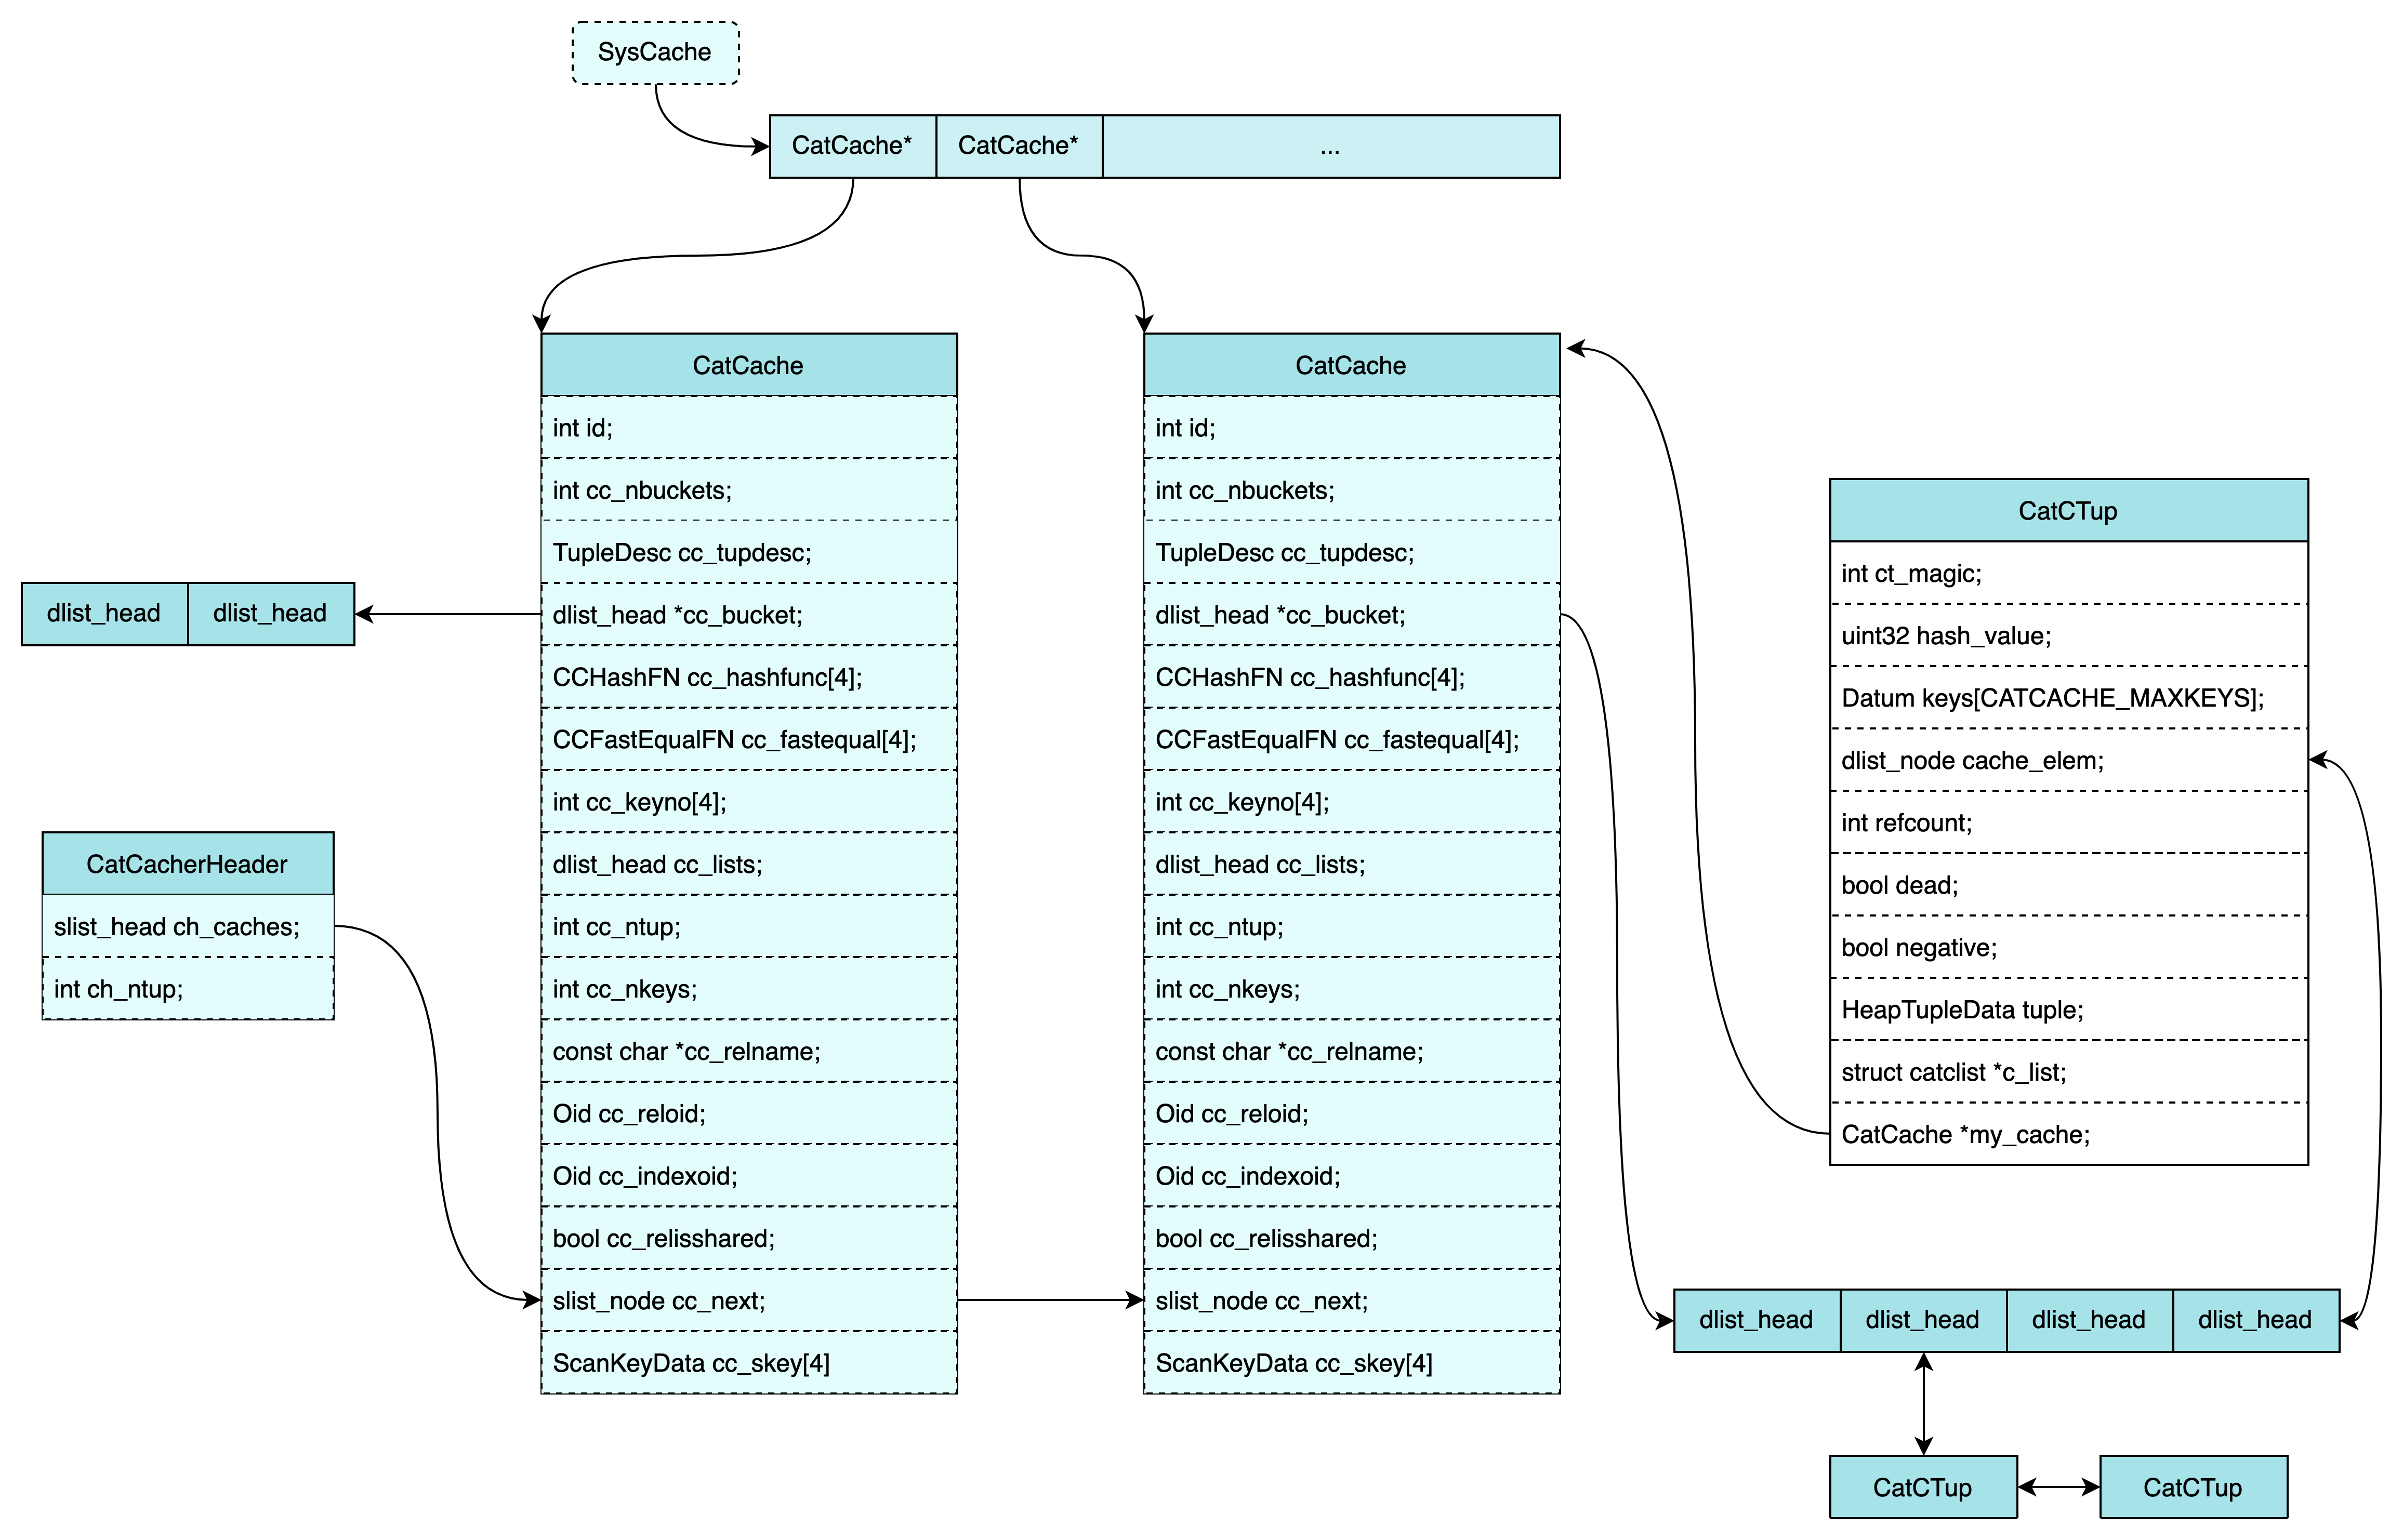 SysCache
CatCache*
CatCache*
...
CatCache
int id;
int cc_nbuckets;
TupleDesc cc_tupdesc;
dlist_head *cc_bucket;
CCHashFN cc_hashfunc[4];
CCFastEqualFN cc_fastequal[4];
int cc_keyno[4];
dlist_head cc_lists;
int cc_ntup;
int cc_nkeys;
const char *cc_relname;
Oid cc_reloid;
Oid cc_indexoid;
bool cc_relisshared;
slist_node cc_next;
ScanKeyData cc_skey[4]
CatCache
int id;
int cc_nbuckets;
TupleDesc cc_tupdesc;
dlist_head *cc_bucket;
CCHashFN cc_hashfunc[4];
CCFastEqualFN cc_fastequal[4];
int cc_keyno[4];
dlist_head cc_lists;
int cc_ntup;
int cc_nkeys;
const char *cc_relname;
Oid cc_reloid;
Oid cc_indexoid;
bool cc_relisshared;
slist_node cc_next;
ScanKeyData cc_skey[4]
dlist_head
dlist_head
CatCacherHeader
slist_head ch_caches;
int ch_ntup;
CatCTup
int ct_magic;
uint32 hash_value;
Datum keys[CATCACHE_MAXKEYS];
dlist_node cache_elem;
int refcount;
bool dead;
bool negative;
HeapTupleData tuple;
struct catclist *c_list;
CatCache *my_cache;
dlist_head
dlist_head
dlist_head
dlist_head
CatCTup
CatCTup